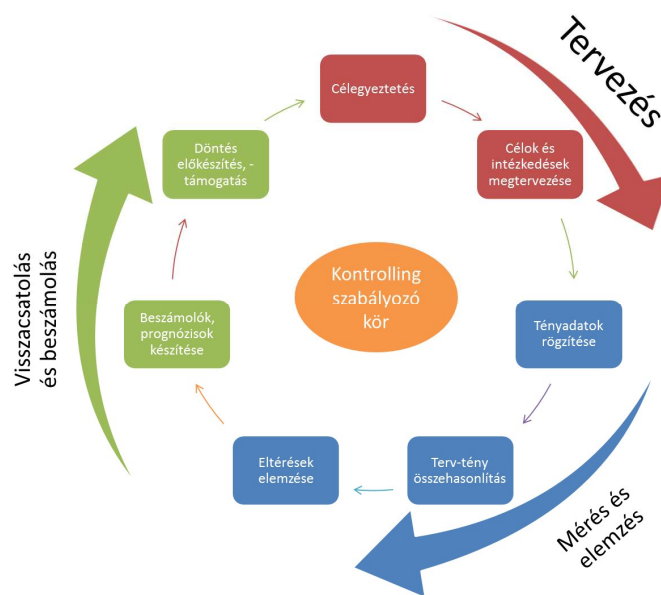 Tervezés
Célegyeztetés
Célok és
intézkedések
megtervezése
Tényadatok
rögzítése
Mérés és
elemzés
Terv-tény
összehasonlítás
Eltérések
elemzése
Beszámolók,
prognózisok
készítése
Visszacsatolás
és beszámolás
Döntés
előkészítés, -
támogatás
Kontrolling
szabályozó
kör